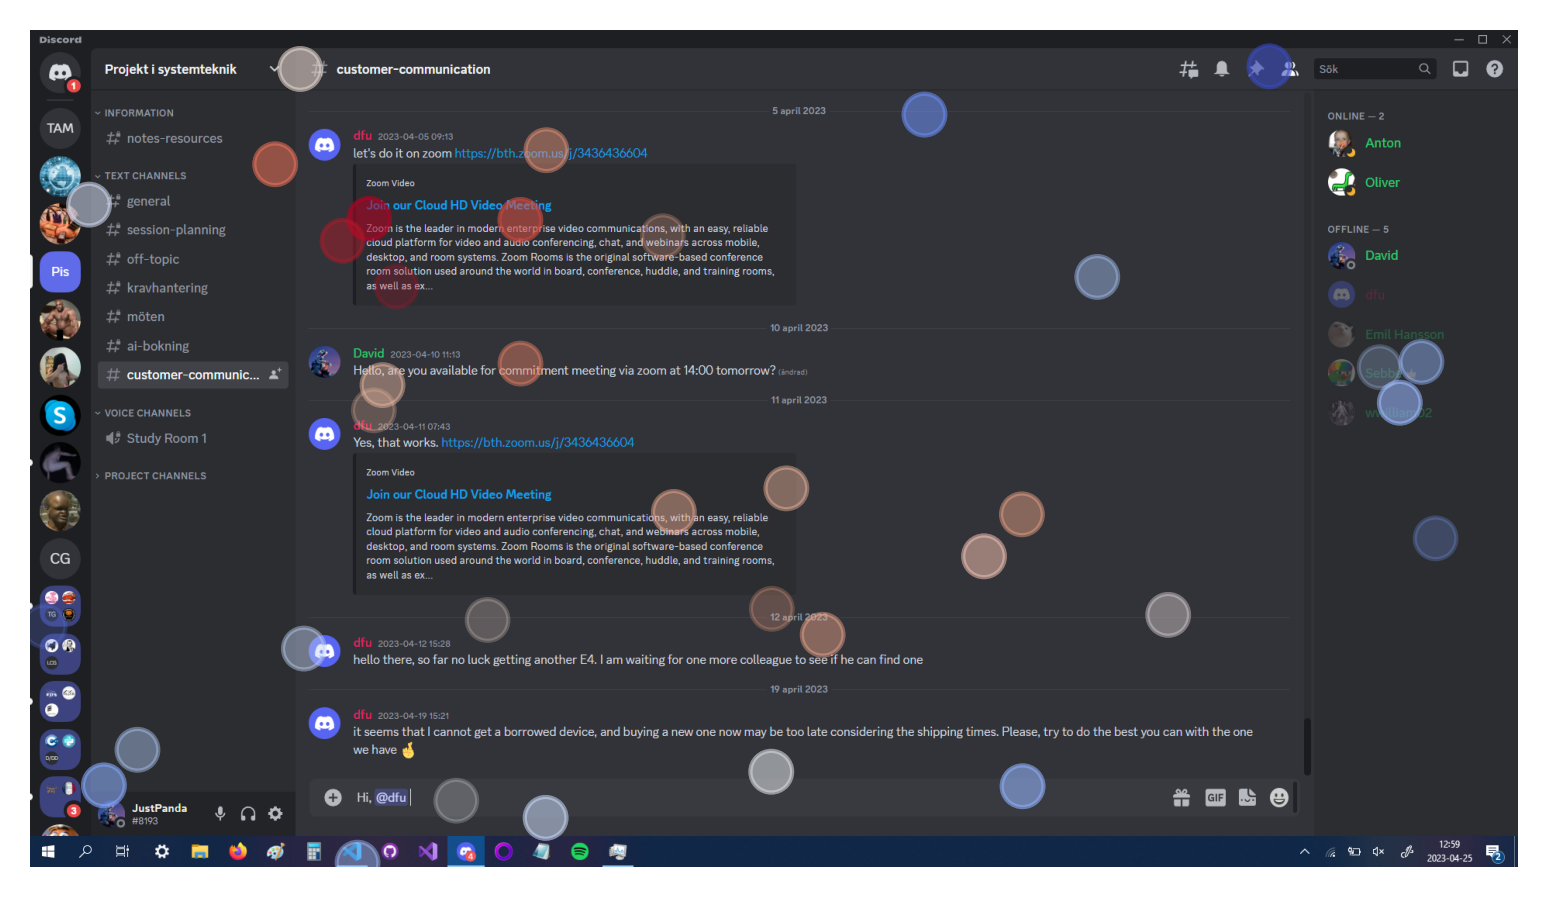 Discord
1
Projekt i systemteknik
customer-communication
Sök
TAM
Pis
CG
TG
LCG
D/GD
3
INFORMATION
notes-resources
TEXT CHANNELS
general
session-planning
off-topic
kravhantering
möten
ai-bokning
customer-communic...
VOICE CHANNELS
Study Room 1
PROJECT CHANNELS
JustPanda
#8193
5 april 2023
dfu 2023-04-05 09:13
let's do it on zoom https://bth.zoom.us/j/3436436604
Zoom Video
Join our Cloud HD Video Meeting
Zoom is the leader in modern enterprise video communications, with an easy, reliable
cloud platform for video and audio conferencing, chat, and webinars across mobile,
desktop, and room systems. Zoom Rooms is the original software-based conference
room solution used around the world in board, conference, huddle, and training rooms,
as well as ex...
10 april 2023
David 2023-04-10 11:13
Hello, are you available for commitment meeting via zoom at 14:00 tomorrow? (ändrad)
11 april 2023
dfu 2023-04-11 07:43
Yes, that works. https://bth.zoom.us/j/3436436604
Zoom Video
Join our Cloud HD Video Meeting
Zoom is the leader in modern enterprise video communications, with an easy, reliable
cloud platform for video and audio conferencing, chat, and webinars across mobile,
desktop, and room systems. Zoom Rooms is the original software-based conference
room solution used around the world in board, conference, huddle, and training rooms,
as well as ex...
12 april 2023
dfu 2023-04-12 15:28
hello there, so far no luck getting another E4. I am waiting for one more colleague to see if he can find one
19 april 2023
dfu 2023-04-19 15:21
it seems that I cannot get a borrowed device, and buying a new one now may be too late considering the shipping times. Please, try to do the best you can with the one
we have 🤞
Hi, @dfu
GIF
ONLINE — 2
Anton
Oliver
OFFLINE — 5
David
dfu
Emil Hansson
Sebbe
4
12:59
2023-04-25
2